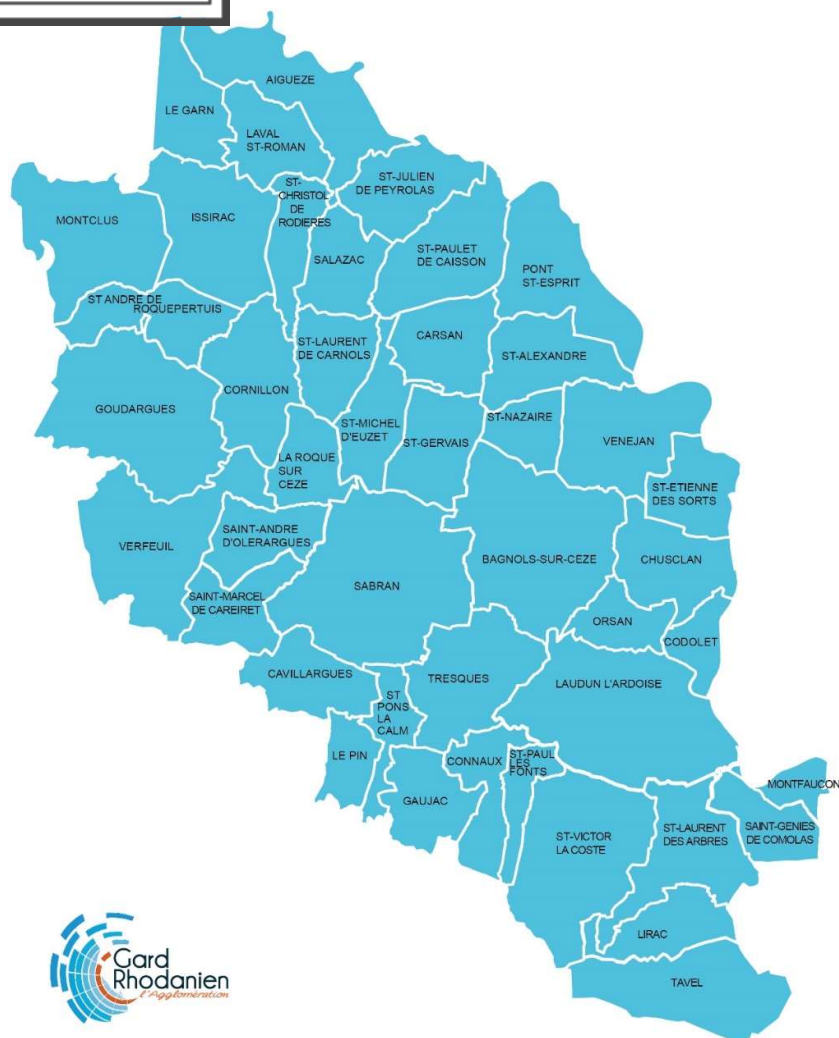 AIGUEZE
LE GARN
LAVAL
ST-ROMAN
ST-JULIEN
DE PEYROLAS
ST-
CHRISTOL
DE
RODIERES
MONTCLUS
ISSIRAC
SALAZAC
ST-PAULET
DE CAISSON
PONT
ST-ESPRIT
ST ANDRE DE
ROQUEPERTUIS
ST-LAURENT
DE CARNOLS
CARSAN
ST-ALEXANDRE
CORNILLON
GOUDARGUES
ST-MICHEL
D'EUZET
ST-GERVAIS
ST-NAZAIRE
VENEJAN
LA ROQUE
SUR
CEZE
ST-ETIENNE
DES SORTS
VERFEUIL
SAINT-ANDRE
D'OLERARGUES
SABRAN
BAGNOLS-SUR-CEZE
CHUSCLAN
SAINT-MARCEL
DE CAREIRET
ORSAN
CODOLET
CAVILLARGUES
ST
PONS
LA
CALM
TRESQUES
LAUDUN L'ARDOISE
LE PIN
CONNAUX
ST-PAUL
LES
FONTS
MONTFAUCON
GAUJAC
ST-VICTOR
LA COSTE
ST-LAURENT
DES ARBRES
SAINT-GENIES
DE COMOLAS
LIRAC
TAVEL
Gard
Rhodanien
l'Agglomération